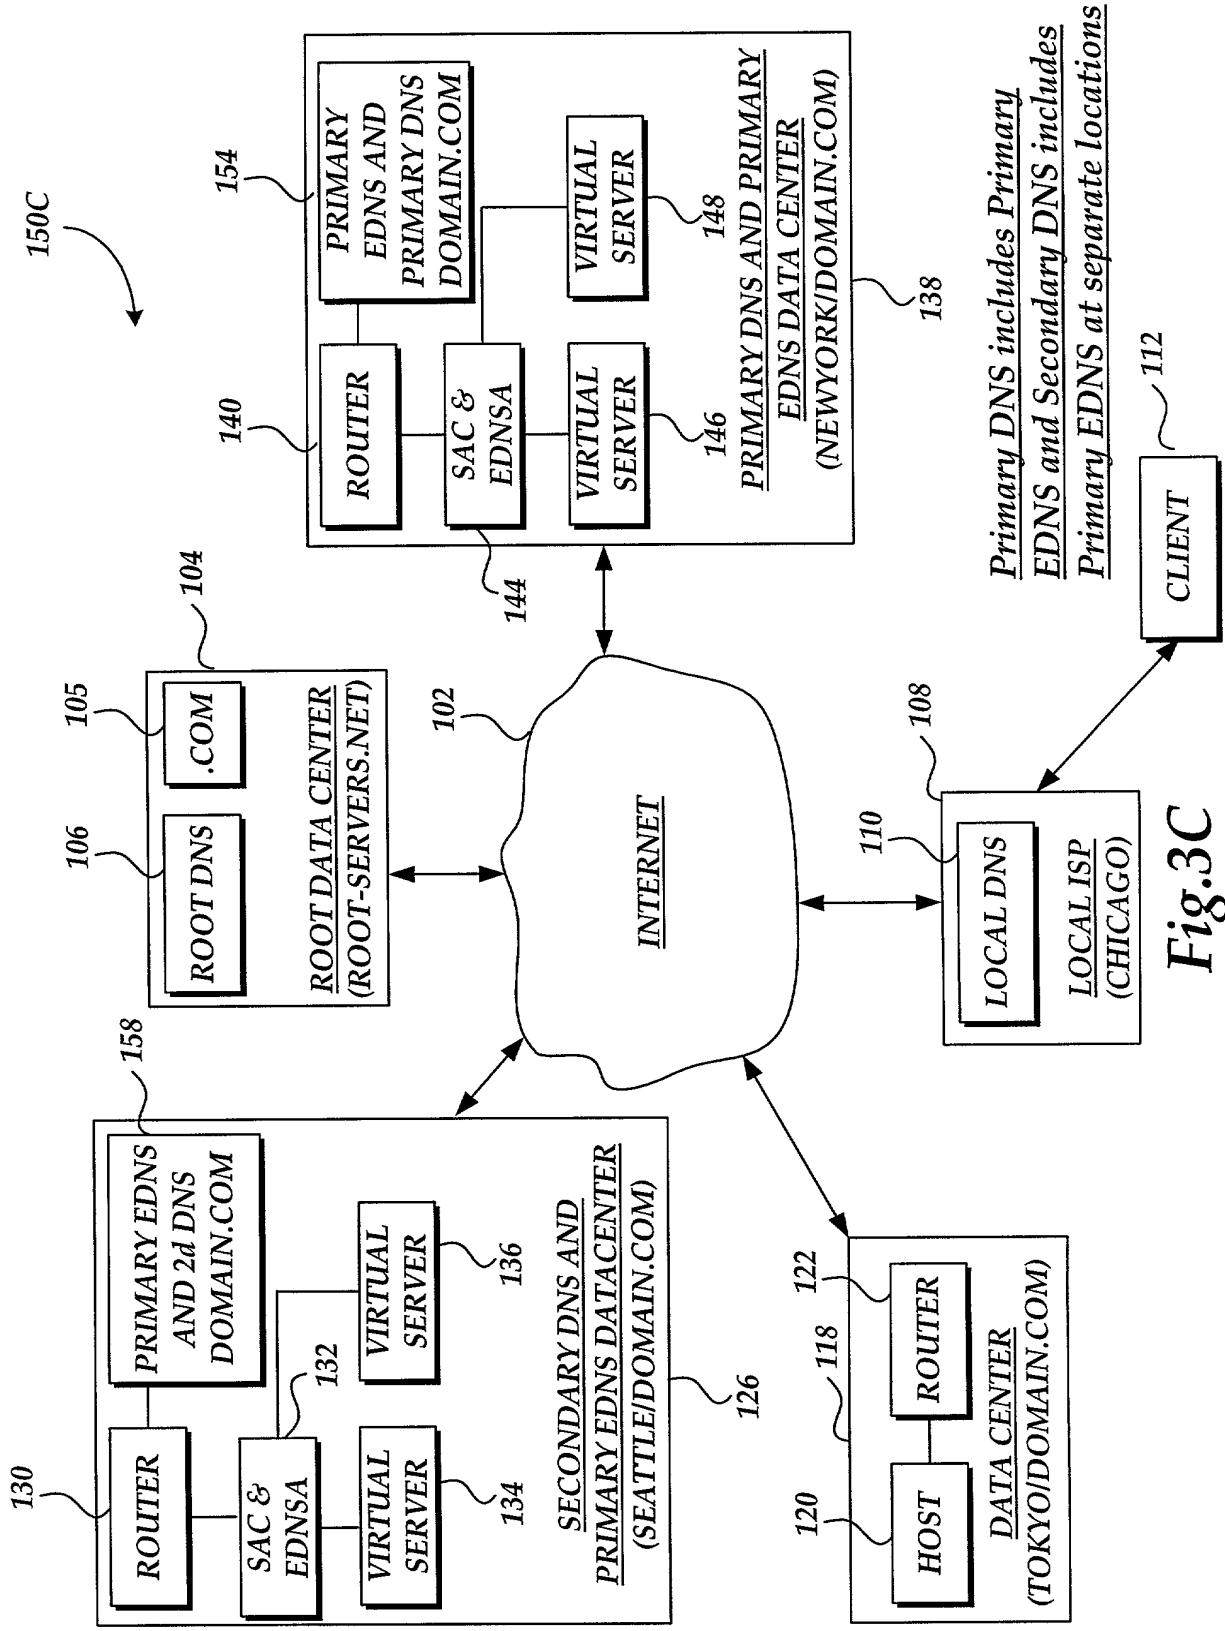 150C
130
ROUTER
158
PRIMARY EDNS
AND 2d DNS
DOMAIN.COM
SAC &
EDNSA
132
VIRTUAL
SERVER
134
VIRTUAL
SERVER
136
SECONDARY DNS AND
PRIMARY EDNS DATACENTER
(SEATTLE/DOMAIN.COM)
126
106
105
104
ROOT DNS
.COM
ROOT DATA CENTER
(ROOT-SERVERS.NET)
140
154
ROUTER
PRIMARY
EDNS AND
PRIMARY DNS
DOMAIN.COM
SAC &
EDNSA
144
VIRTUAL
SERVER
146
VIRTUAL
SERVER
148
PRIMARY DNS AND PRIMARY
EDNS DATA CENTER
(NEWYORK/DOMAIN.COM)
138
102
INTERNET
120
118
122
HOST
ROUTER
DATA CENTER
(TOKYO/DOMAIN.COM)
110
108
LOCAL DNS
LOCAL ISP
(CHICAGO)
112
CLIENT
Primary DNS includes Primary
EDNS and Secondary DNS includes
Primary EDNS at separate locations
Fig.3C